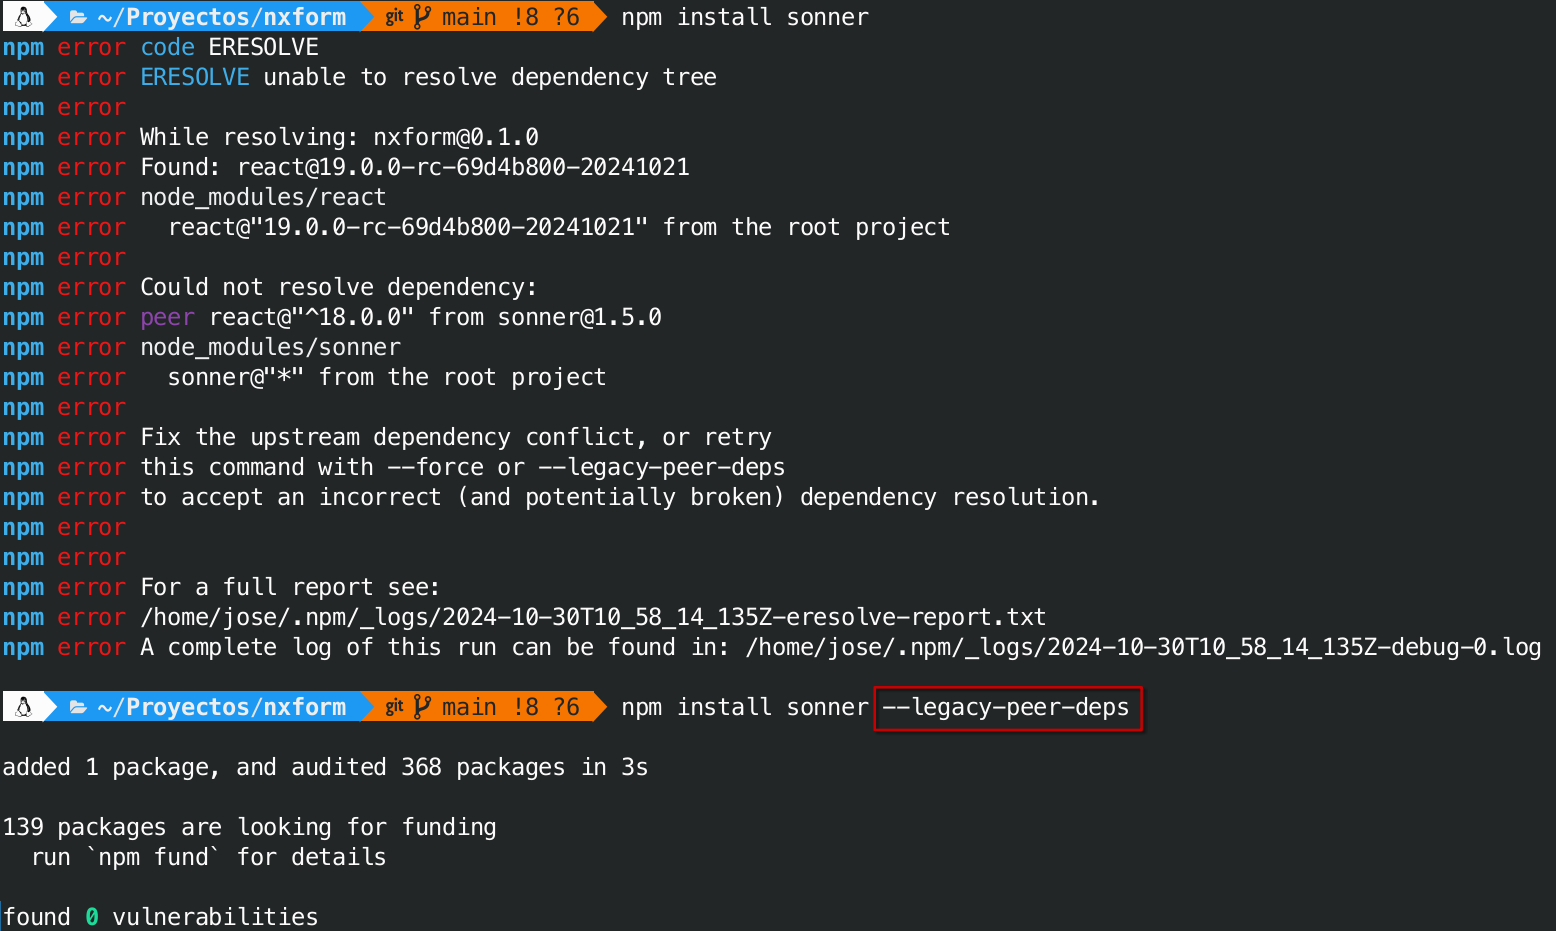 ~/Proyectos/nxform git main !8 ?6 npm install sonner
npm error code ERESOLVE
npm error ERESOLVE unable to resolve dependency tree
npm error
npm error While resolving: nxform@0.1.0
npm error Found: react@19.0.0-rc-69d4b800-20241021
npm error node_modules/react
npm error   react@"19.0.0-rc-69d4b800-20241021" from the root project
npm error
npm error Could not resolve dependency:
npm error peer react@"^18.0.0" from sonner@1.5.0
npm error node_modules/sonner
npm error   sonner@"*" from the root project
npm error
npm error Fix the upstream dependency conflict, or retry
npm error this command with --force or --legacy-peer-deps
npm error to accept an incorrect (and potentially broken) dependency resolution.
npm error
npm error
npm error For a full report see:
npm error /home/jose/.npm/_logs/2024-10-30T10_58_14_135Z-eresolve-report.txt
npm error A complete log of this run can be found in: /home/jose/.npm/_logs/2024-10-30T10_58_14_135Z-debug-0.log
~/Proyectos/nxform git main !8 ?6 npm install sonner --legacy-peer-deps
added 1 package, and audited 368 packages in 3s
139 packages are looking for funding
  run `npm fund` for details
found 0 vulnerabilities